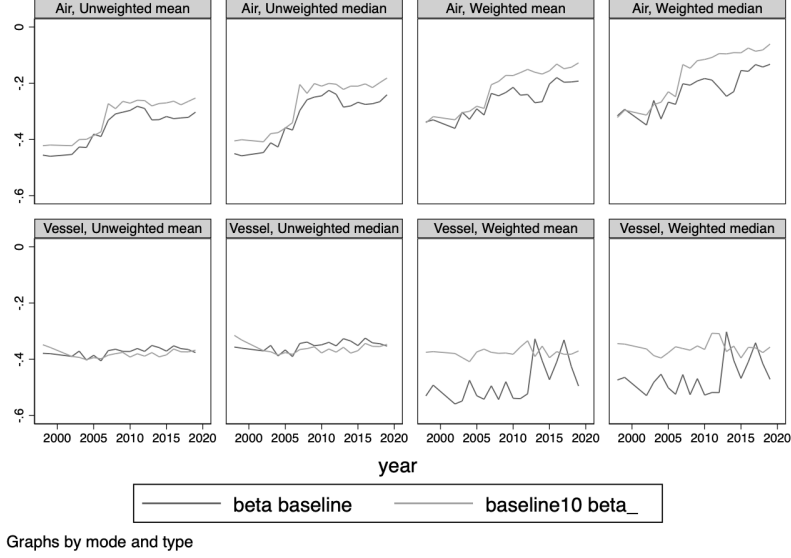 Air, Unweighted mean
Air, Unweighted median
Air, Weighted mean
Air, Weighted median
0
-.2
-.4
-.6
Vessel, Unweighted mean
Vessel, Unweighted median
Vessel, Weighted mean
Vessel, Weighted median
0
-.2
-.4
-.6
2000 2005 2010 2015 2020
2000 2005 2010 2015 2020
2000 2005 2010 2015 2020
2000 2005 2010 2015 2020
year
beta baseline
baseline10 beta_
Graphs by mode and type